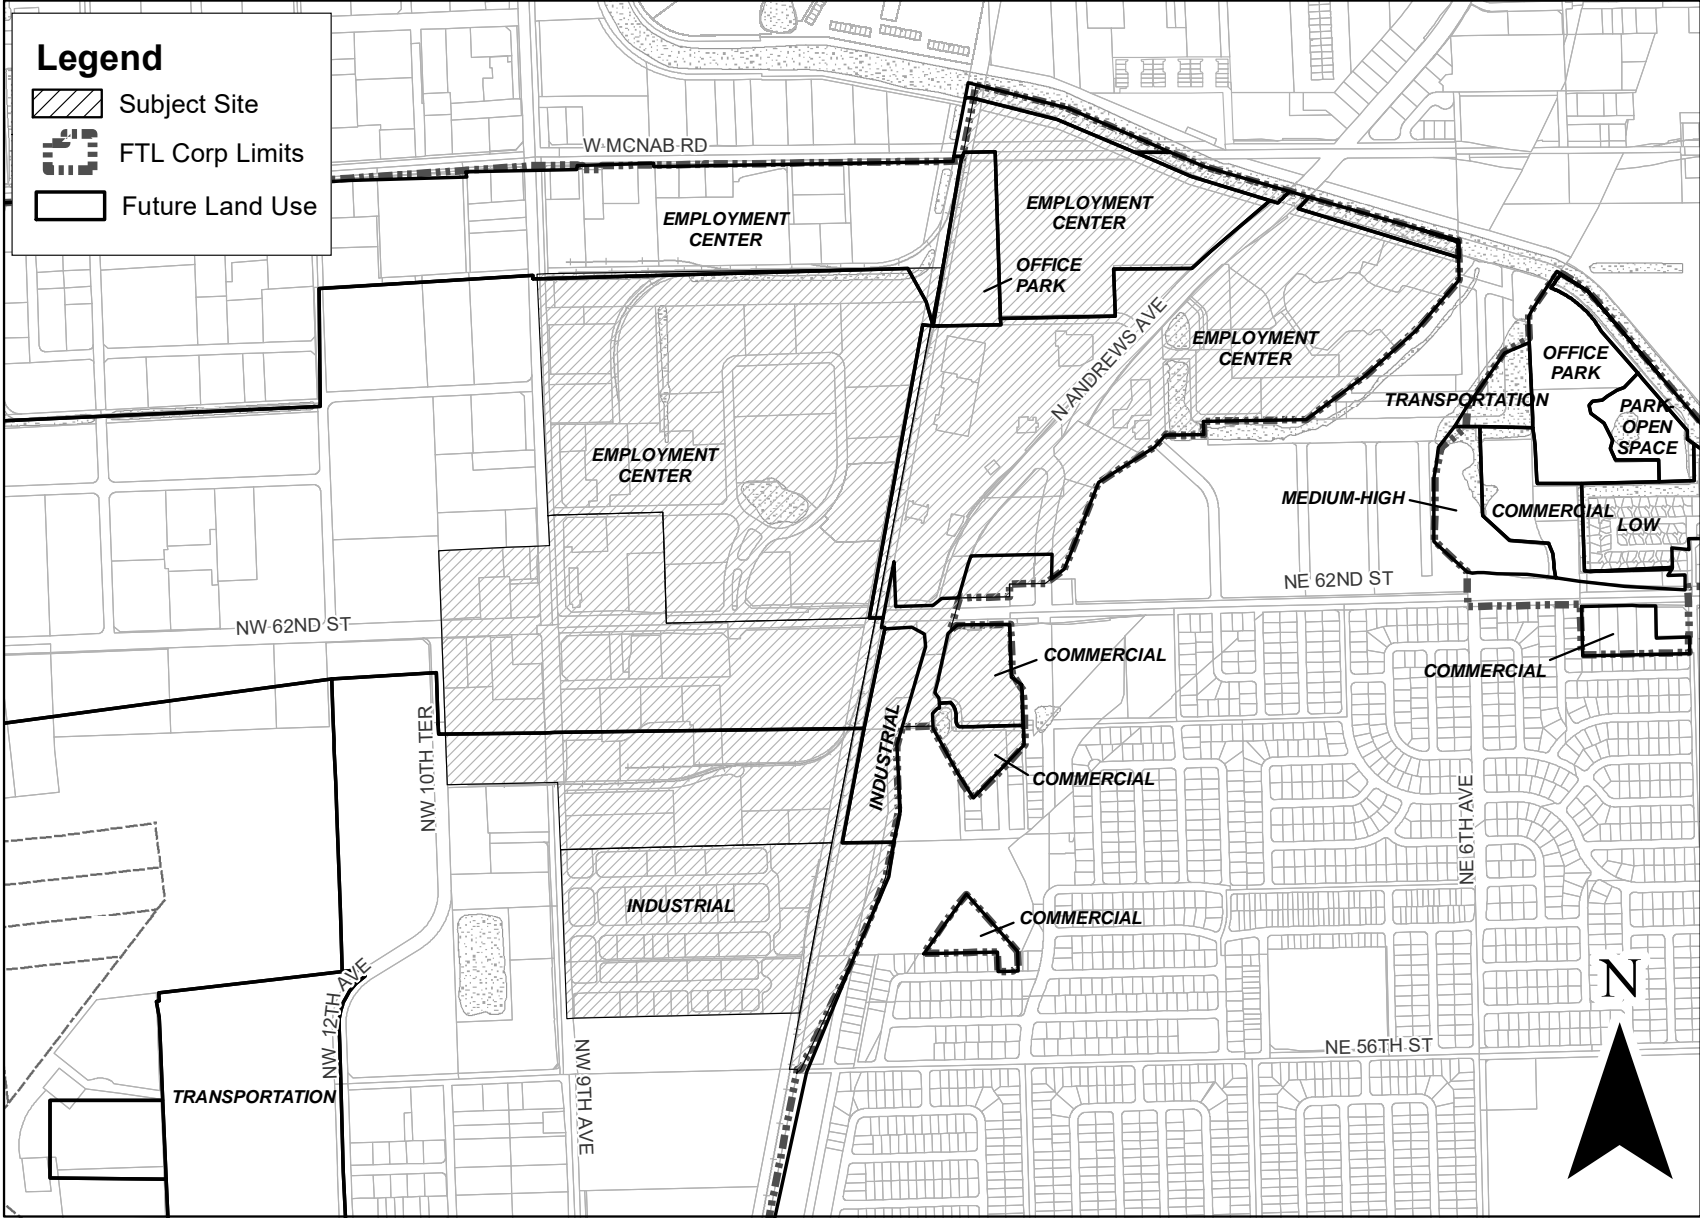 Legend
Subject Site
FTL Corp Limits
Future Land Use
W MCNAB RD
EMPLOYMENT
CENTER
EMPLOYMENT
CENTER
OFFICE
PARK
N ANDREWS AVE
EMPLOYMENT
CENTER
OFFICE
PARK
TRANSPORTATION
PARK-
OPEN
SPACE
EMPLOYMENT
CENTER
MEDIUM-HIGH
COMMERCIAL
LOW
NE 62ND ST
NW 62ND ST
COMMERCIAL
COMMERCIAL
NW 10TH TER
INDUSTRIAL
COMMERCIAL
NE 6TH AVE
INDUSTRIAL
COMMERCIAL
NW 12TH AVE
N
NW 9TH AVE
NE 56TH ST
TRANSPORTATION